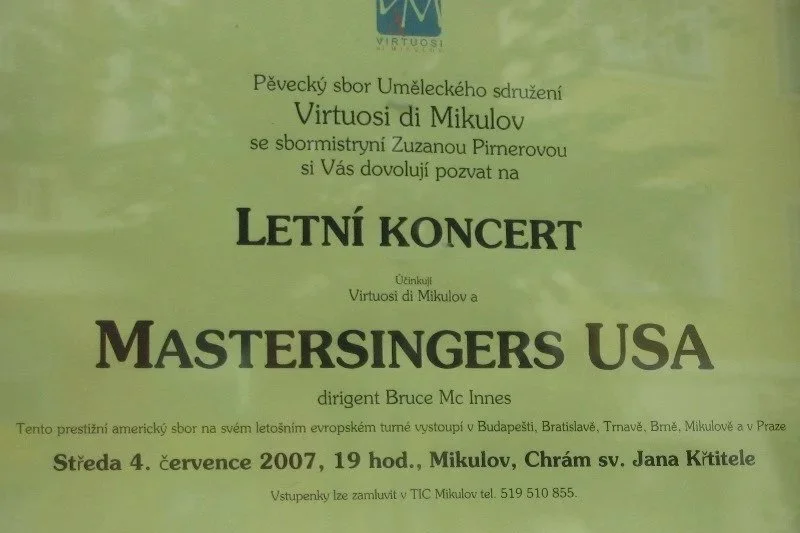 VM
VIRTUOSI
DI MIKULOV
Pěvecký sbor Uměleckého sdružení
Virtuosi di Mikulov
se sbormistryní Zuzanou Pirnerovou
si Vás dovolují pozvat na
LETNÍ KONCERT
Účinkují
Virtuosi di Mikulov a
MASTERSINGERS USA
dirigent Bruce Mc Innes
Tento prestižní americký sbor na svém letošním evropském turné vystoupí v Budapešti, Bratislavě, Trnavě, Brně, Mikulově a v Praze
Středa 4. července 2007, 19 hod., Mikulov, Chrám sv. Jana Křtitele
Vstupenky lze zamluvit v TIC Mikulov tel. 519 510 855.